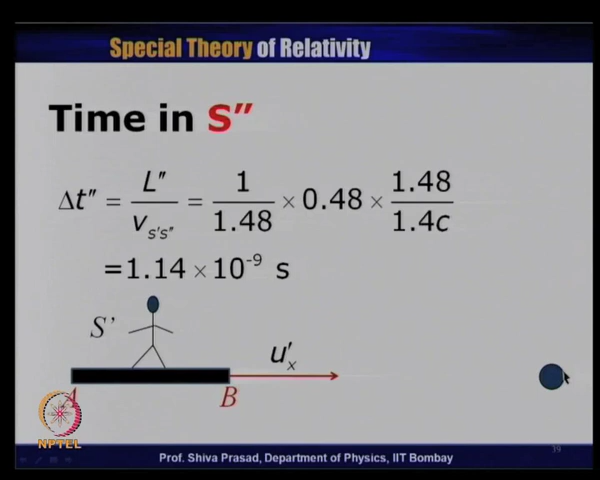 Special Theory of Relativity
Time in S″
Δt″ = L″ / v_s's″ = 1 / 1.48 × 0.48 × 1.48 / 1.4c
=1.14 × 10⁻⁹ s
S’
u′ₓ
A B
NPTEL
Prof. Shiva Prasad, Department of Physics, IIT Bombay
39